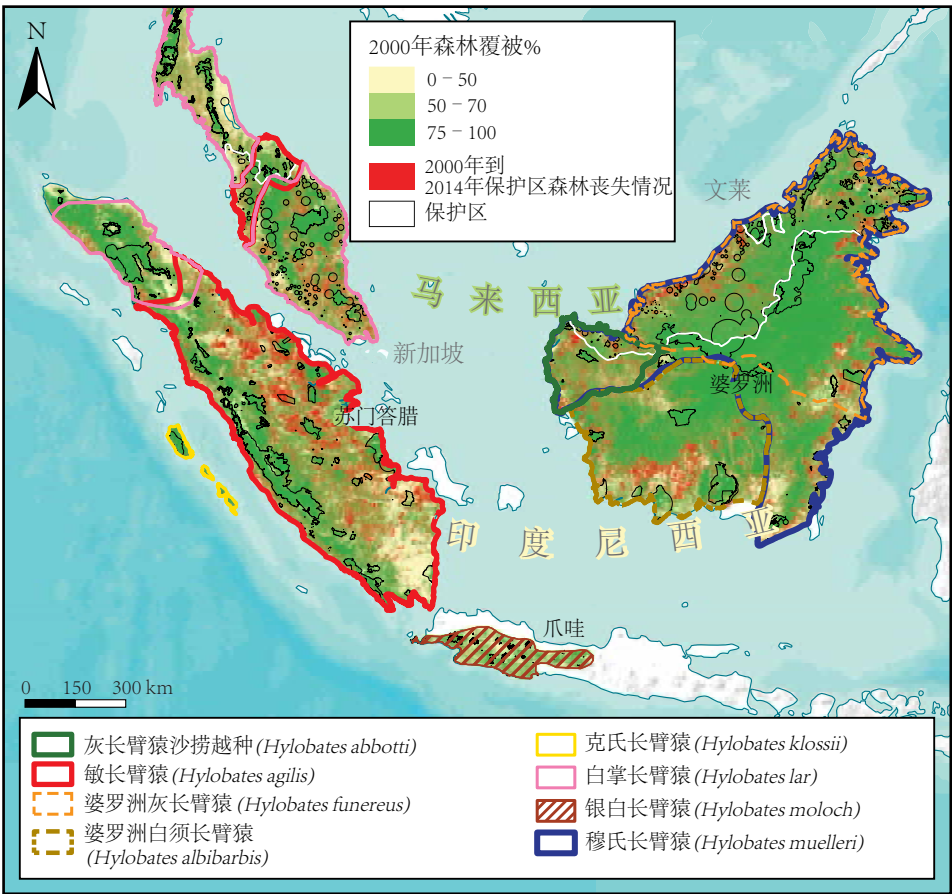 N
2000年森林覆被%
0 – 50
50 – 70
75 – 100
2000年到
2014年保护区森林丧失情况
保护区
文莱
马来西亚
新加坡
婆罗洲
苏门答腊
印度尼西亚
爪哇
0 150 300 km
灰长臂猿沙捞越种 (Hylobates abbotti)
敏长臂猿 (Hylobates agilis)
婆罗洲灰长臂猿 (Hylobates funereus)
婆罗洲白须长臂猿
(Hylobates albibarbis)
克氏长臂猿 (Hylobates klossii)
白掌长臂猿 (Hylobates lar)
银白长臂猿 (Hylobates moloch)
穆氏长臂猿 (Hylobates muelleri)